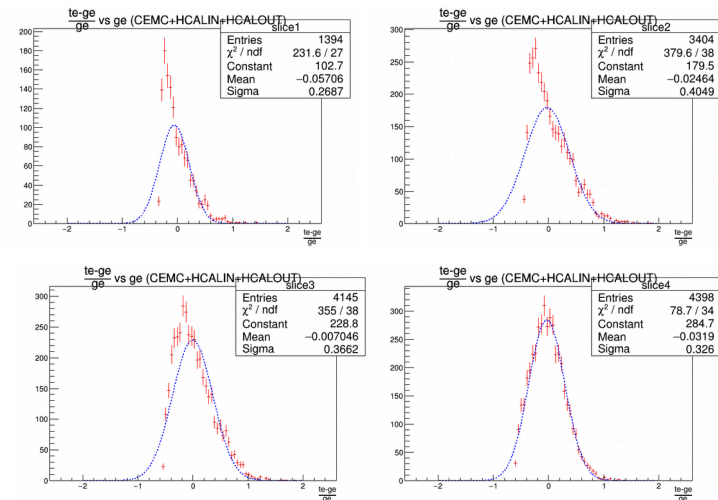 te-ge
ge vs ge (CEMC+HCALIN+HCALOUT)
slice1
Entries 1394
χ² / ndf 231.6 / 27
Constant 102.7
Mean −0.05706
Sigma 0.2687
200
180
160
140
120
100
80
60
40
20
0
−2 −1 0 1 2
te-ge
ge
te-ge
ge vs ge (CEMC+HCALIN+HCALOUT)
slice2
Entries 3404
χ² / ndf 379.6 / 38
Constant 179.5
Mean −0.02464
Sigma 0.4049
300
250
200
150
100
50
0
−2 −1 0 1 2
te-ge
ge
te-ge
ge vs ge (CEMC+HCALIN+HCALOUT)
slice3
Entries 4145
χ² / ndf 355 / 38
Constant 228.8
Mean −0.007046
Sigma 0.3662
300
250
200
150
100
50
0
−2 −1 0 1 2
te-ge
ge
te-ge
ge vs ge (CEMC+HCALIN+HCALOUT)
slice4
Entries 4398
χ² / ndf 78.7 / 34
Constant 284.7
Mean −0.0319
Sigma 0.326
300
250
200
150
100
50
0
−2 −1 0 1 2
te-ge
ge